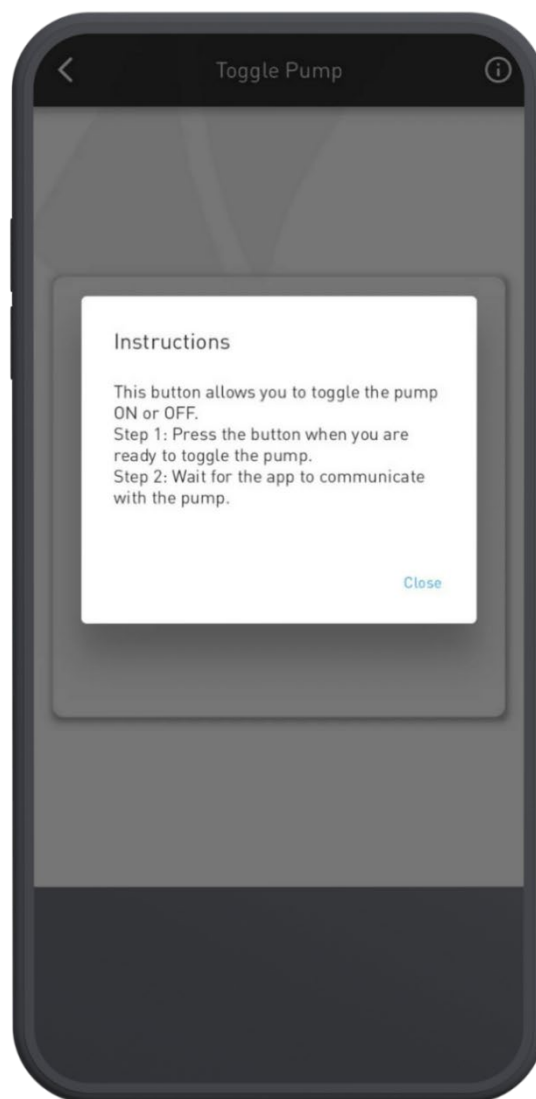 Toggle Pump
Instructions
This button allows you to toggle the pump
ON or OFF.
Step 1: Press the button when you are
ready to toggle the pump.
Step 2: Wait for the app to communicate
with the pump.
Close